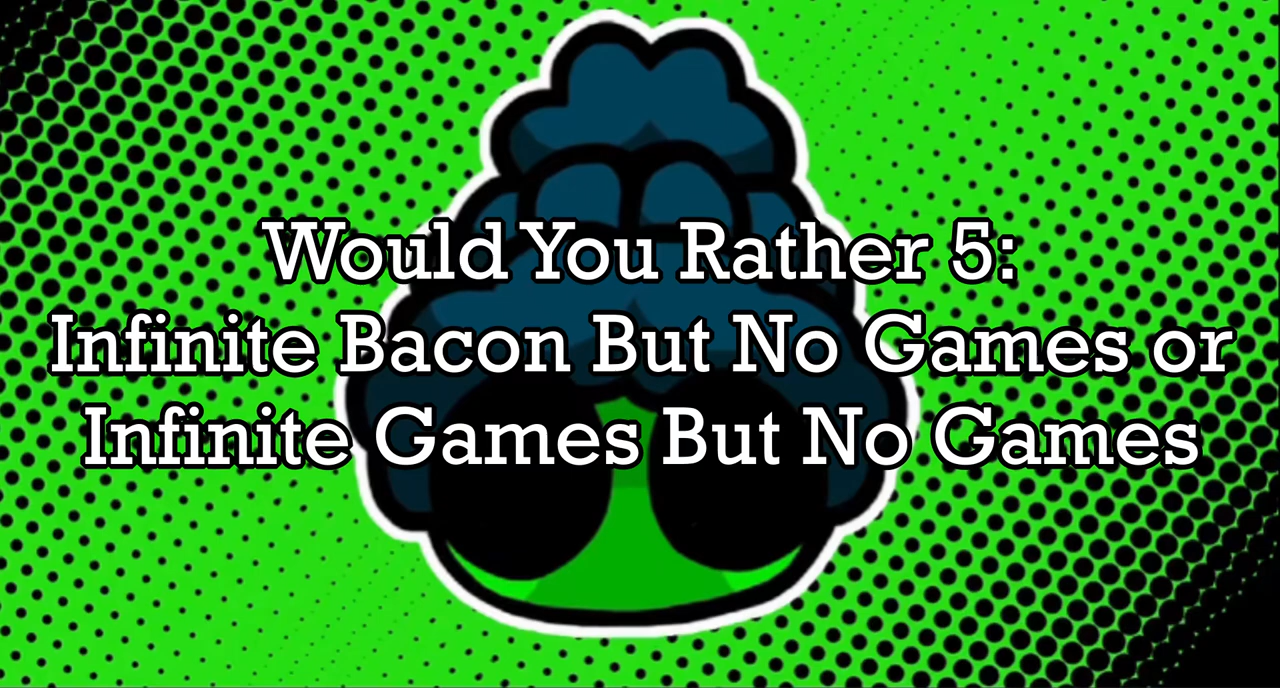 Would You Rather 5:
Infinite Bacon But No Games or
Infinite Games But No Games